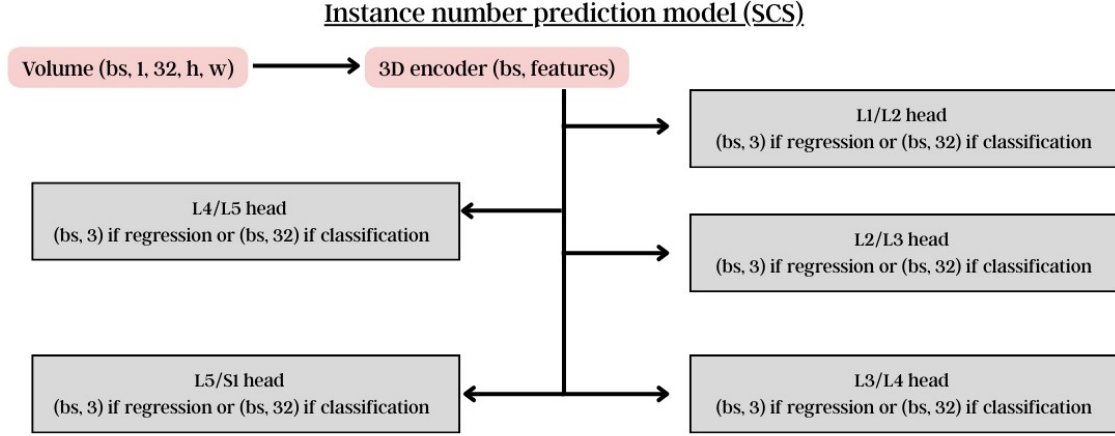 Instance number prediction model (SCS)
Volume (bs, 1, 32, h, w)
3D encoder (bs, features)
L1/L2 head
(bs, 3) if regression or (bs, 32) if classification
L4/L5 head
(bs, 3) if regression or (bs, 32) if classification
L2/L3 head
(bs, 3) if regression or (bs, 32) if classification
L5/S1 head
(bs, 3) if regression or (bs, 32) if classification
L3/L4 head
(bs, 3) if regression or (bs, 32) if classification